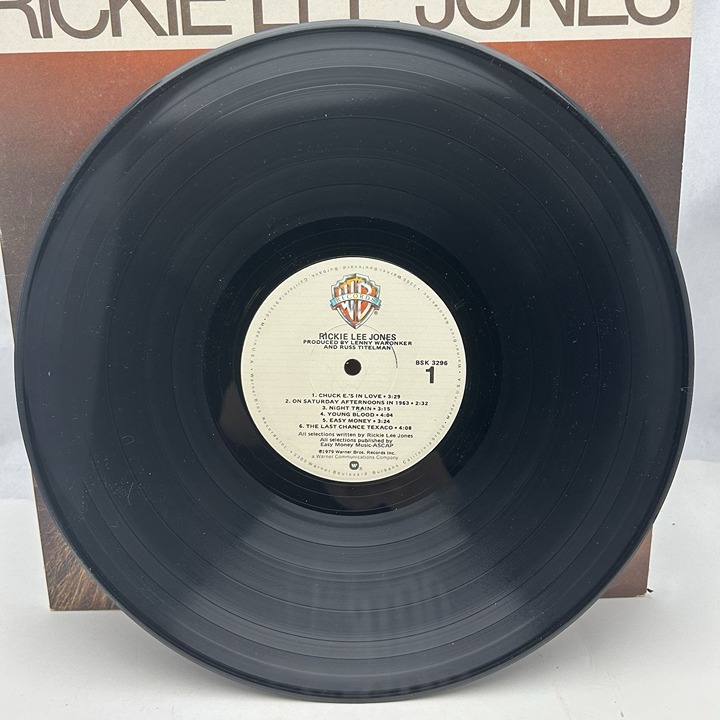 RICKIE LEE JONES
RECORDS
RICKIE LEE JONES
PRODUCED BY LENNY WARONKER
AND RUSS TITELMAN
BSK 3296
1
1. CHUCK E.'S IN LOVE • 3:29
2. ON SATURDAY AFTERNOONS IN 1963 • 2:32
3. NIGHT TRAIN • 3:15
4. YOUNG BLOOD • 4:04
5. EASY MONEY • 3:24
6. THE LAST CHANCE TEXACO • 4:08
All selections written by Rickie Lee Jones
All selections published by
Easy Money Music-ASCAP
©1979 Warner Bros. Records Inc.
a Warner Communications Company